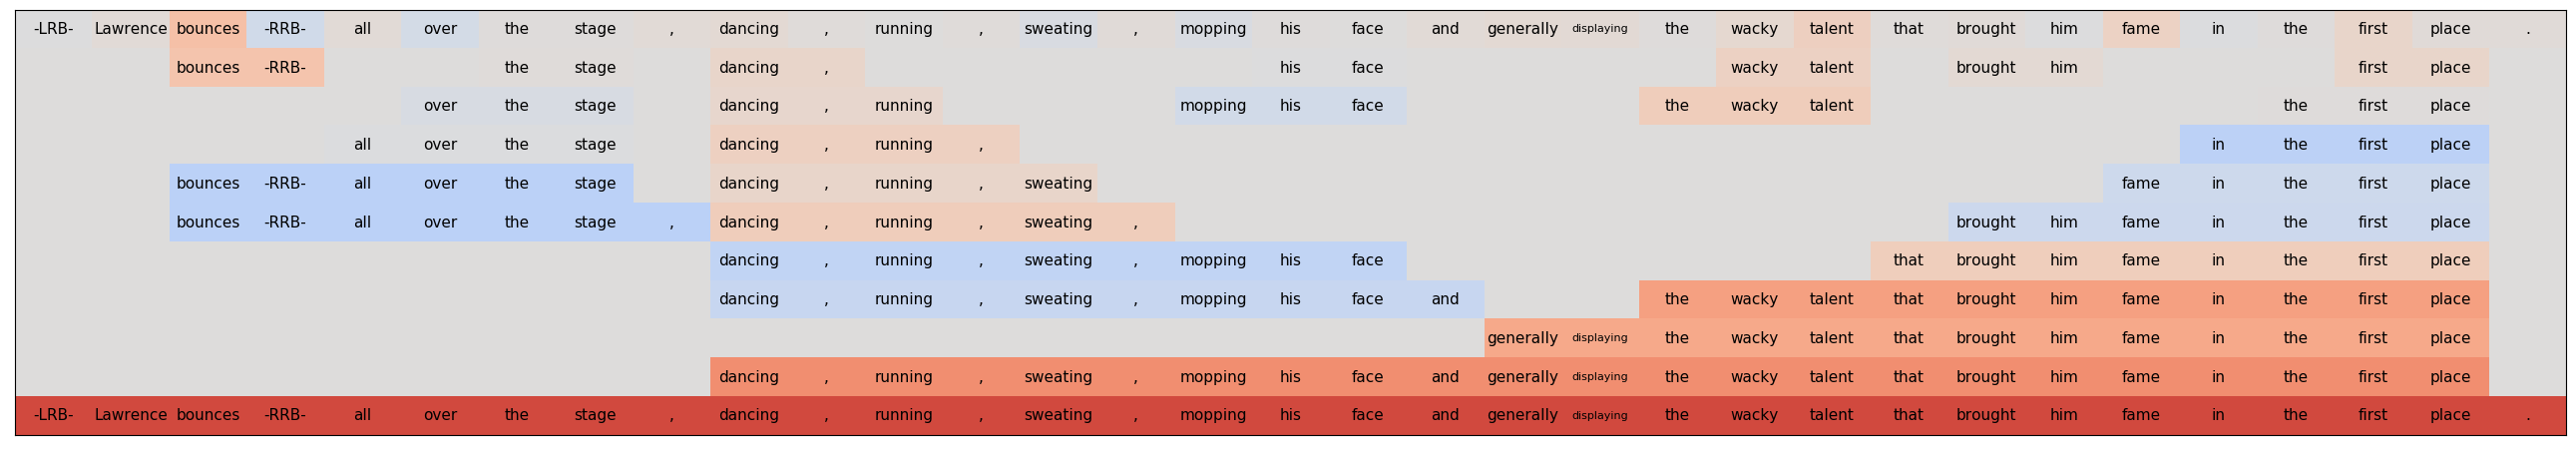 -LRB- Lawrence bounces -RRB- all over the stage , dancing , running , sweating , mopping his face and generally displaying the wacky talent that brought him fame in the first place .
bounces -RRB- the stage dancing , his face wacky talent brought him first place
over the stage dancing , running mopping his face the wacky talent the first place
all over the stage dancing , running , in the first place
bounces -RRB- all over the stage dancing , running , sweating fame in the first place
bounces -RRB- all over the stage , dancing , running , sweating , brought him fame in the first place
dancing , running , sweating , mopping his face that brought him fame in the first place
dancing , running , sweating , mopping his face and the wacky talent that brought him fame in the first place
generally displaying the wacky talent that brought him fame in the first place
dancing , running , sweating , mopping his face and generally displaying the wacky talent that brought him fame in the first place
-LRB- Lawrence bounces -RRB- all over the stage , dancing , running , sweating , mopping his face and generally displaying the wacky talent that brought him fame in the first place .